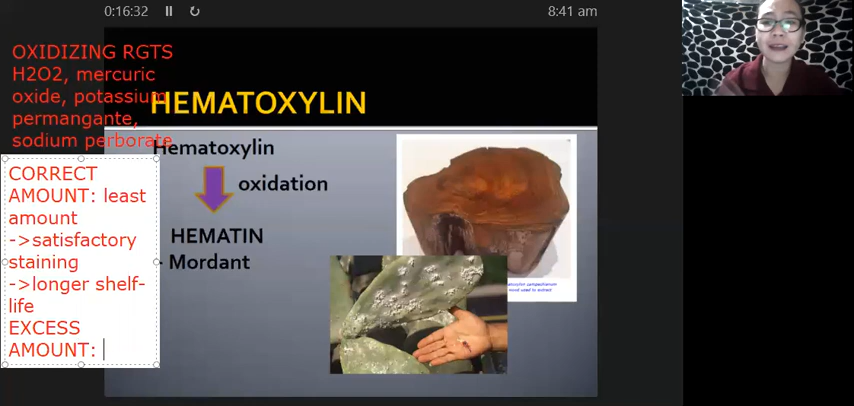 0:16:32
8:41 am
OXIDIZING RGTS
H2O2, mercuric
oxide, potassium
permangante,
sodium perborate
HEMATOXYLIN
Hematoxylin
oxidation
HEMATIN
Mordant
CORRECT
AMOUNT: least
amount
->satisfactory
staining
->longer shelf-
life
EXCESS
AMOUNT: